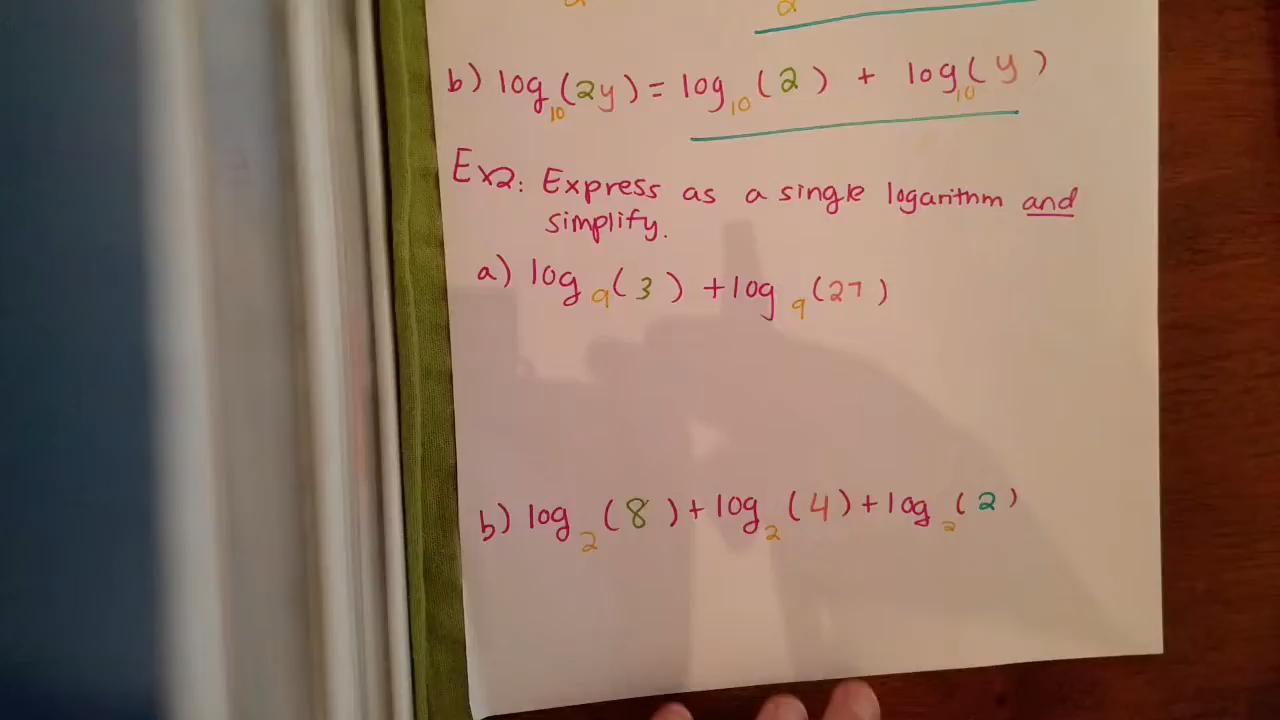 b) log₁₀(2y) = log₁₀(2) + log₁₀(y)
Ex2: Express as a single logarithm and
simplify.
a) log₉(3) + log₉(27)
b) log₂(8) + log₂(4) + log₂(2)